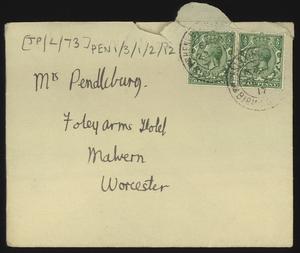 [JP/L/73] PEN 1/3/1/2/12
Mrs Pendlebury.
Foley arms Hotel
Malvern
Worcester